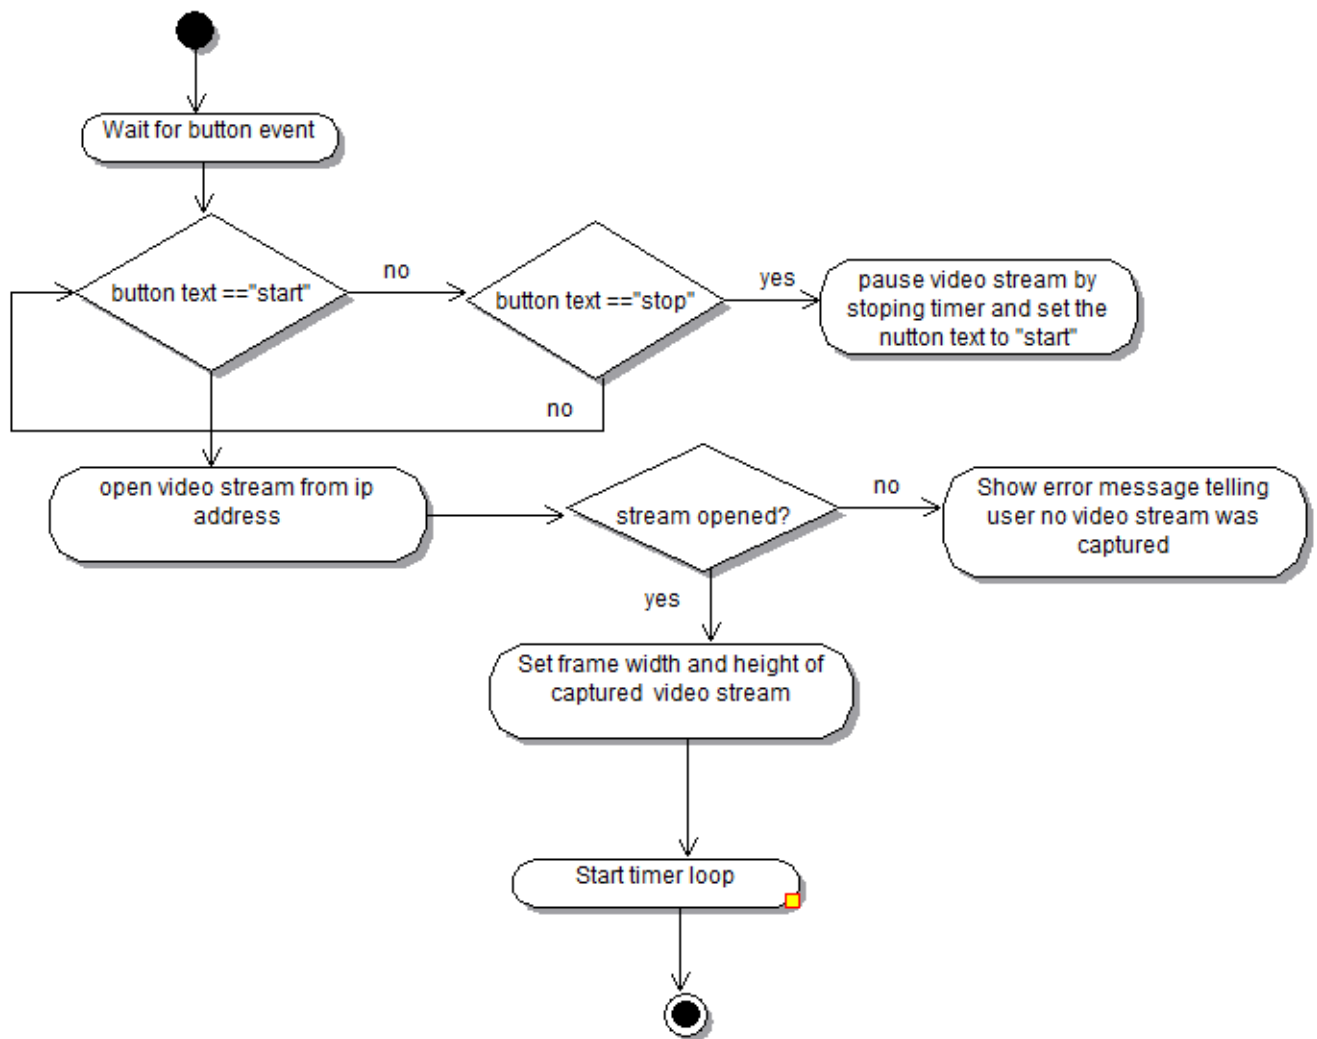 Wait for button event
button text =="start"
no
button text =="stop"
yes
pause video stream by
stoping timer and set the
nutton text to "start"
no
open video stream from ip
address
stream opened?
no
Show error message telling
user no video stream was
captured
yes
Set frame width and height of
captured video stream
Start timer loop